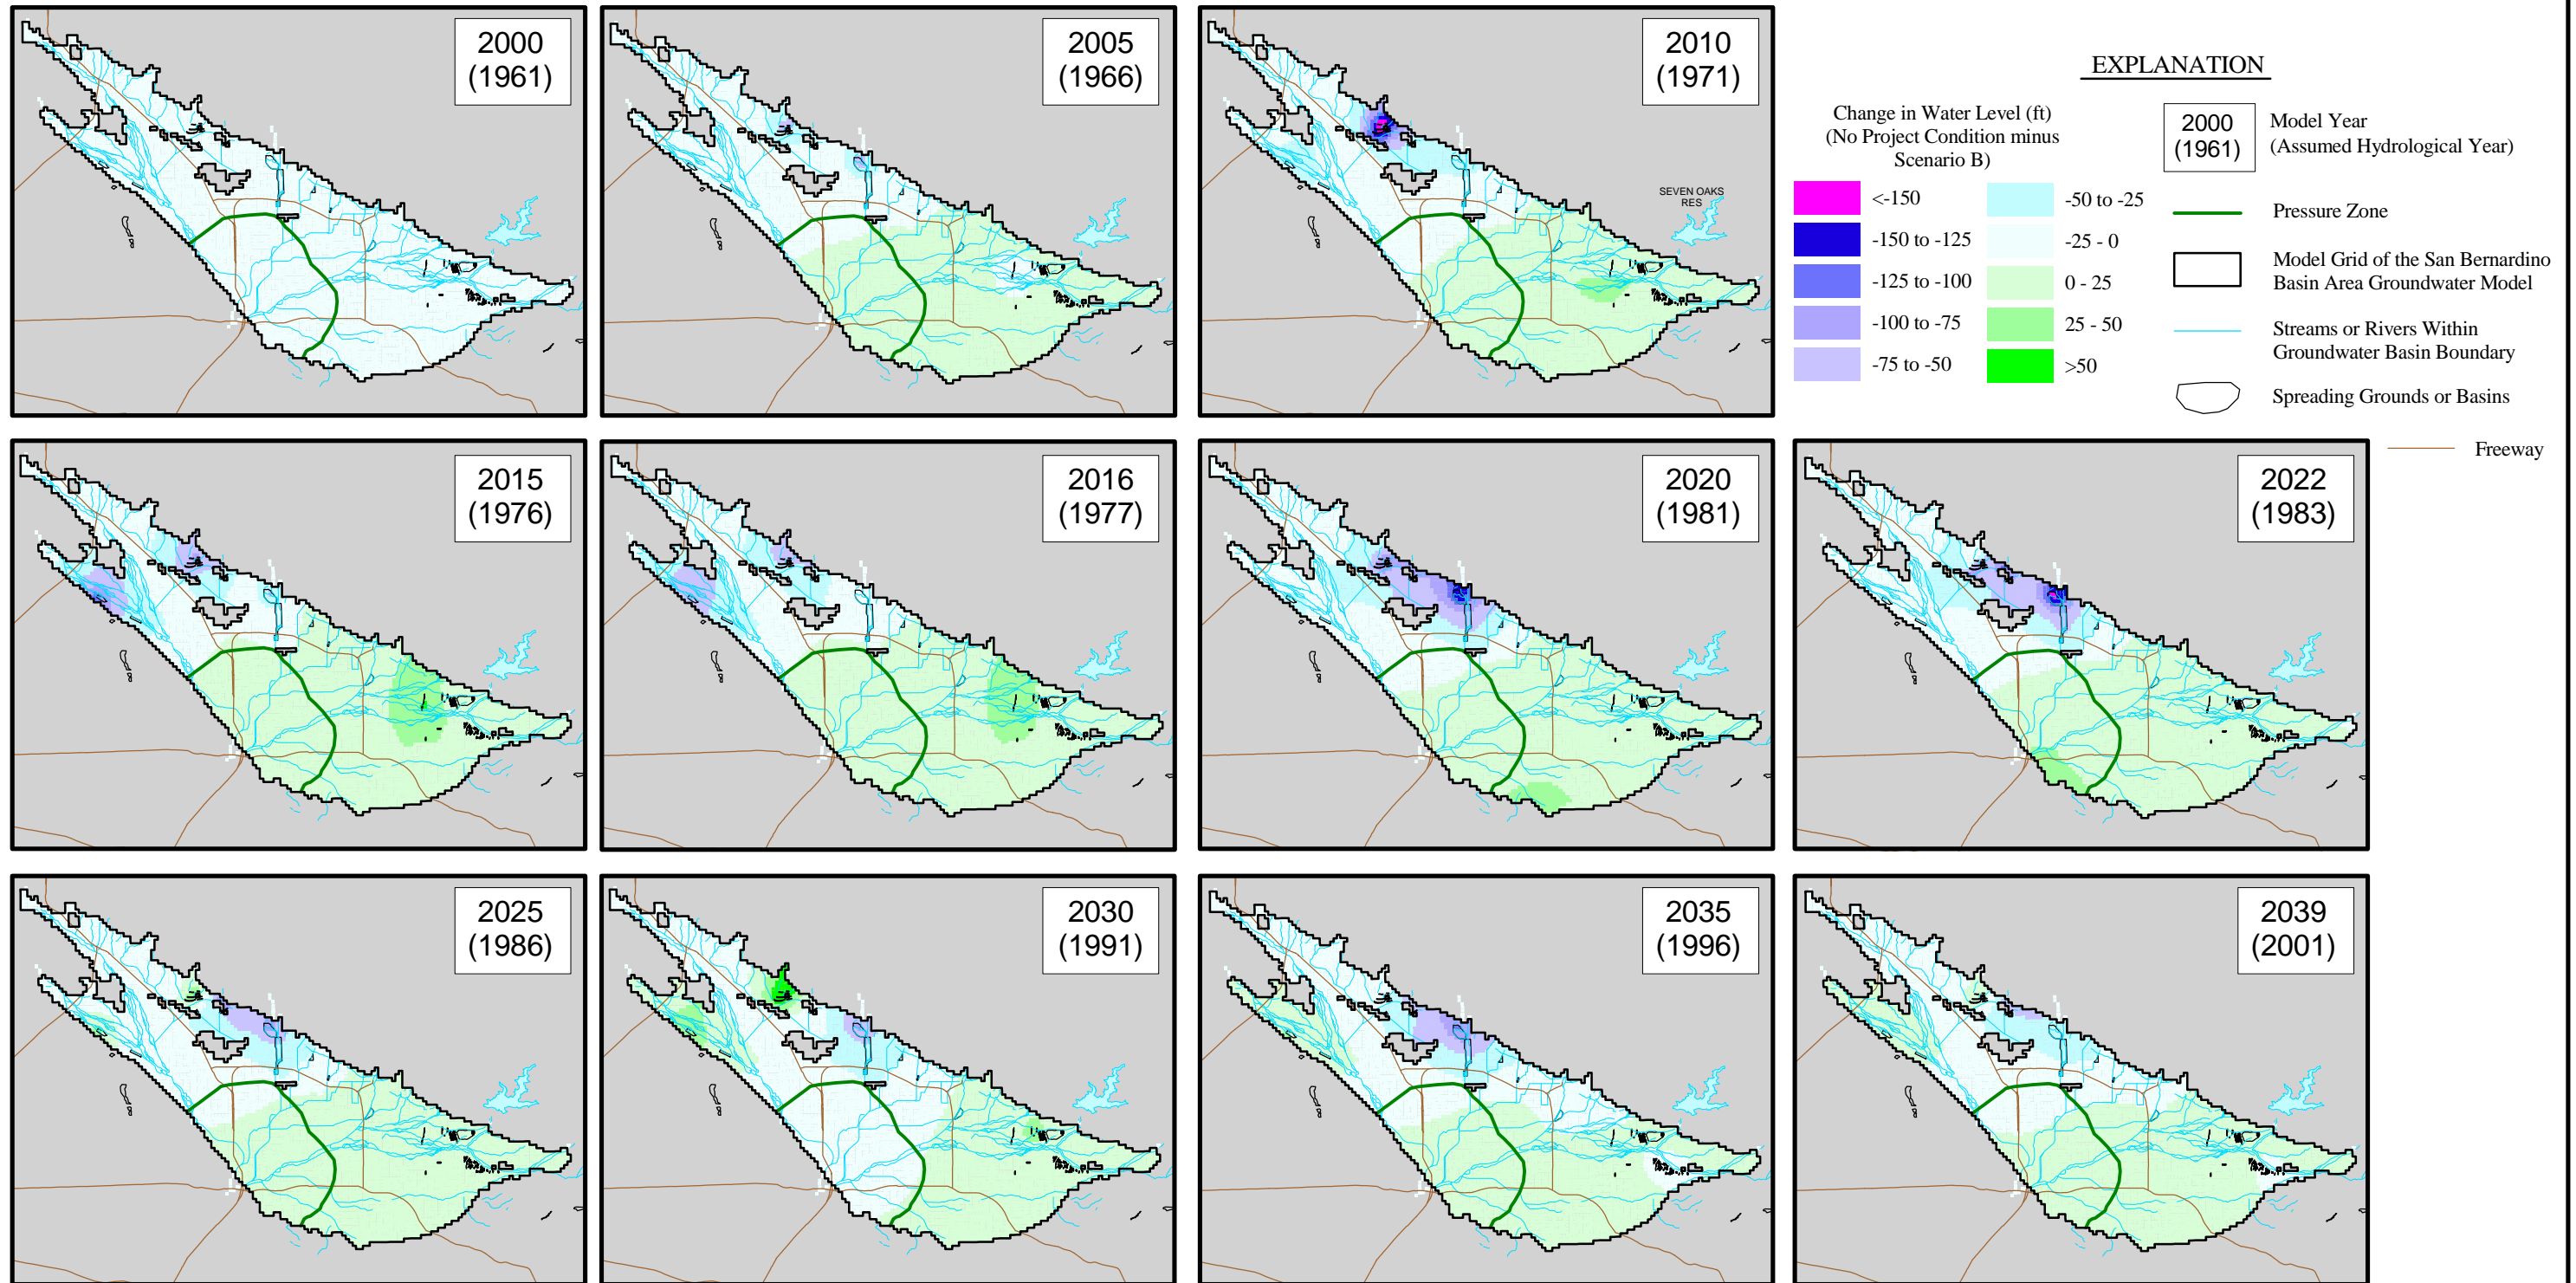 2000
(1961)
2005
(1966)
2010
(1971)
SEVEN OAKS
RES
EXPLANATION
Change in Water Level (ft)
(No Project Condition minus
Scenario B)
<-150
-150 to -125
-125 to -100
-100 to -75
-75 to -50
-50 to -25
-25 - 0
0 - 25
25 - 50
>50
2000
(1961)
Model Year
(Assumed Hydrological Year)
Pressure Zone
Model Grid of the San Bernardino
Basin Area Groundwater Model
Streams or Rivers Within
Groundwater Basin Boundary
Spreading Grounds or Basins
Freeway
2015
(1976)
2016
(1977)
2020
(1981)
2022
(1983)
2025
(1986)
2030
(1991)
2035
(1996)
2039
(2001)